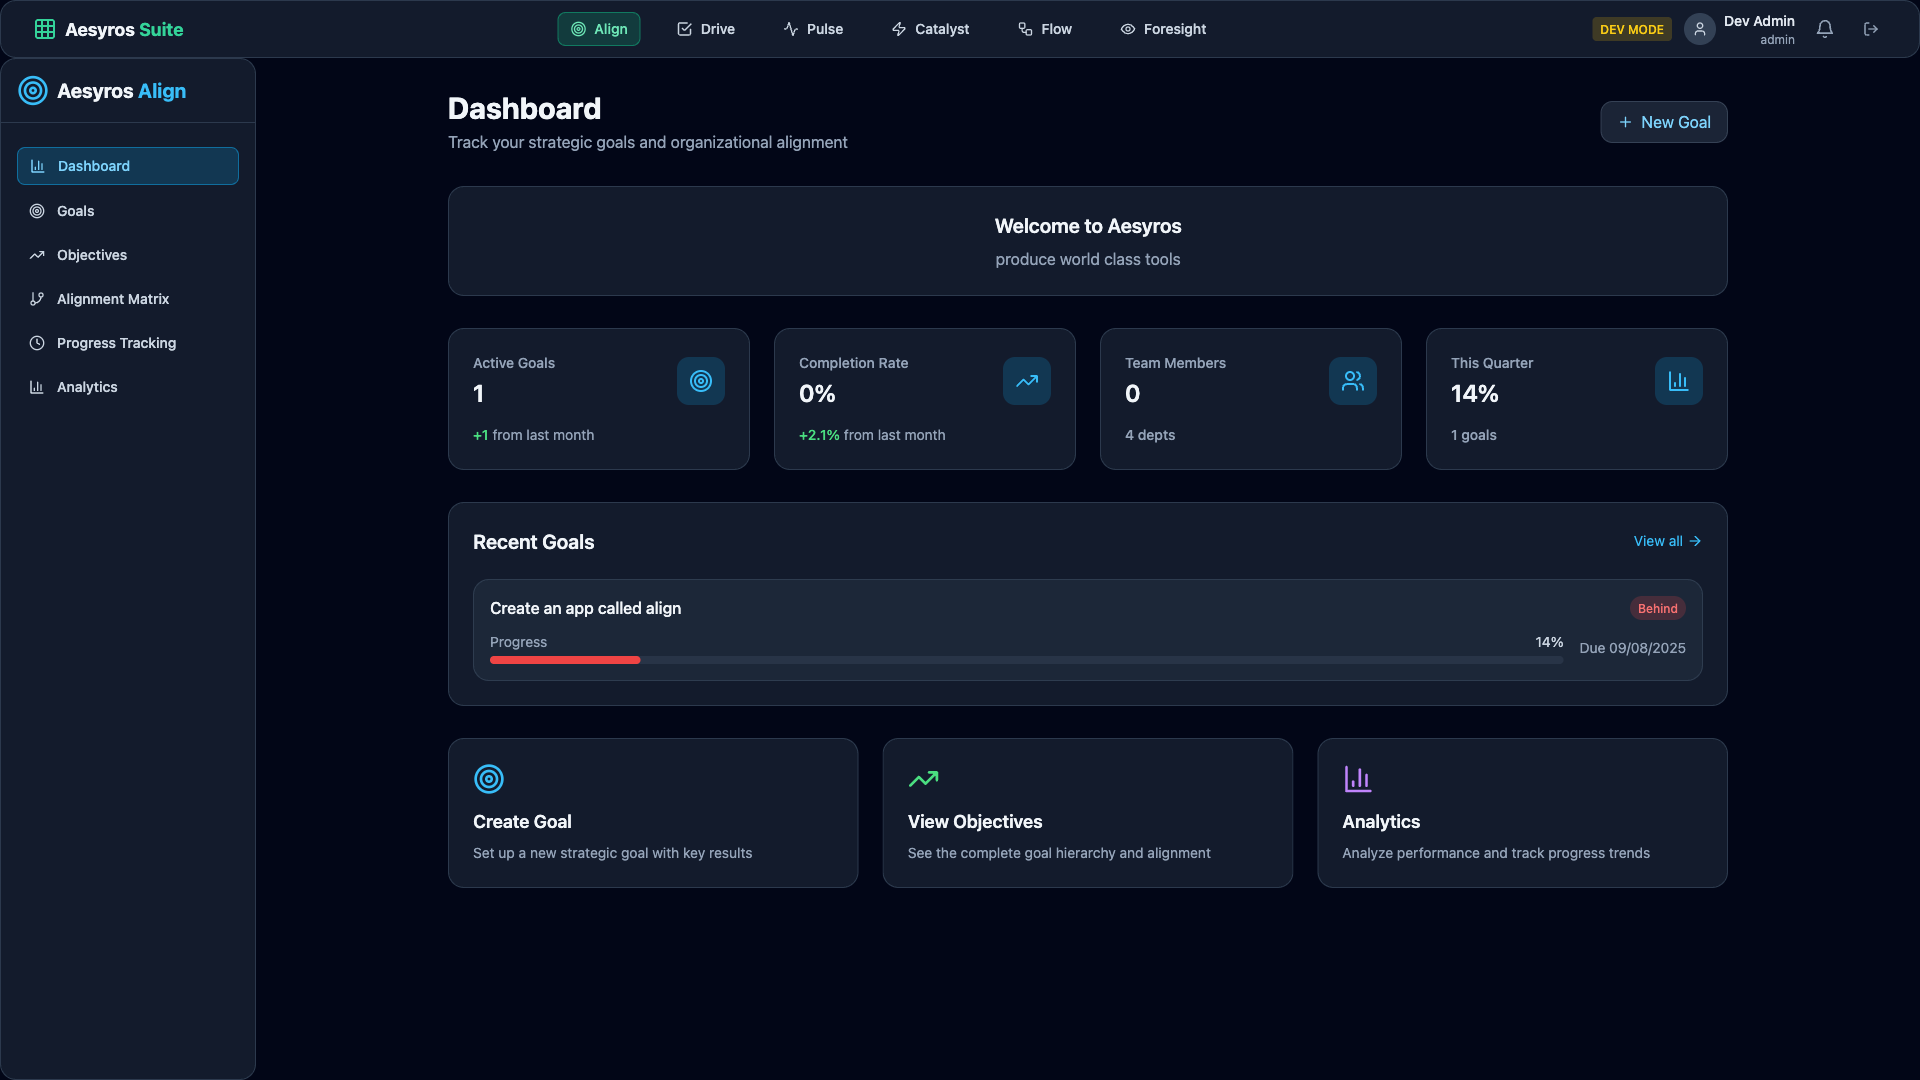 Aesyros Suite
Align
Drive
Pulse
Catalyst
Flow
Foresight
DEV MODE
Dev Admin
admin
Aesyros Align
Dashboard
Goals
Objectives
Alignment Matrix
Progress Tracking
Analytics
Dashboard
Track your strategic goals and organizational alignment
+ New Goal
Welcome to Aesyros
produce world class tools
Active Goals
1
+1 from last month
Completion Rate
0%
+2.1% from last month
Team Members
0
4 depts
This Quarter
14%
1 goals
Recent Goals
View all →
Create an app called align
Behind
Progress
14%
Due 09/08/2025
Create Goal
Set up a new strategic goal with key results
View Objectives
See the complete goal hierarchy and alignment
Analytics
Analyze performance and track progress trends